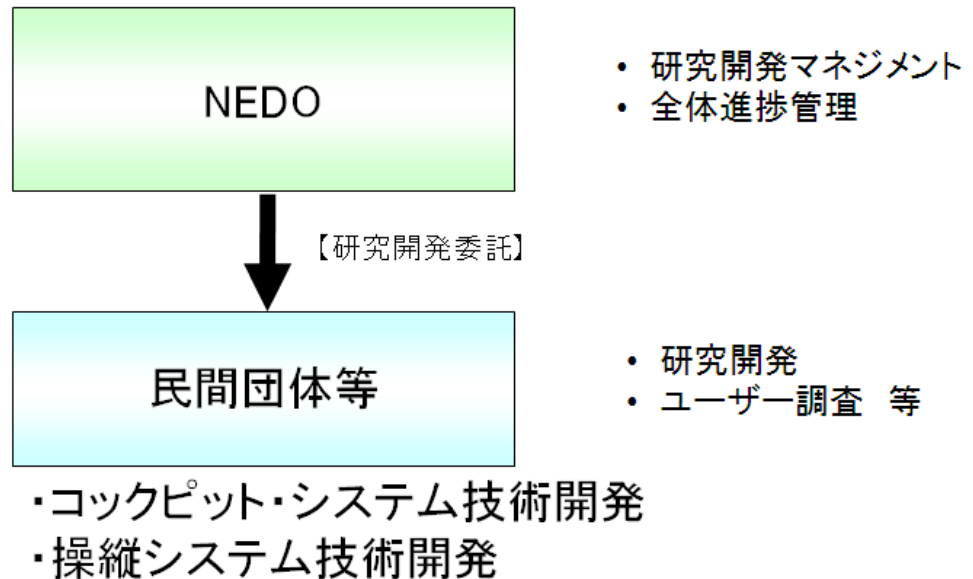 NEDO
• 研究開発マネジメント
• 全体進捗管理
【研究開発委託】
民間団体等
• 研究開発
• ユーザー調査 等
・コックピット・システム技術開発
・操縦システム技術開発